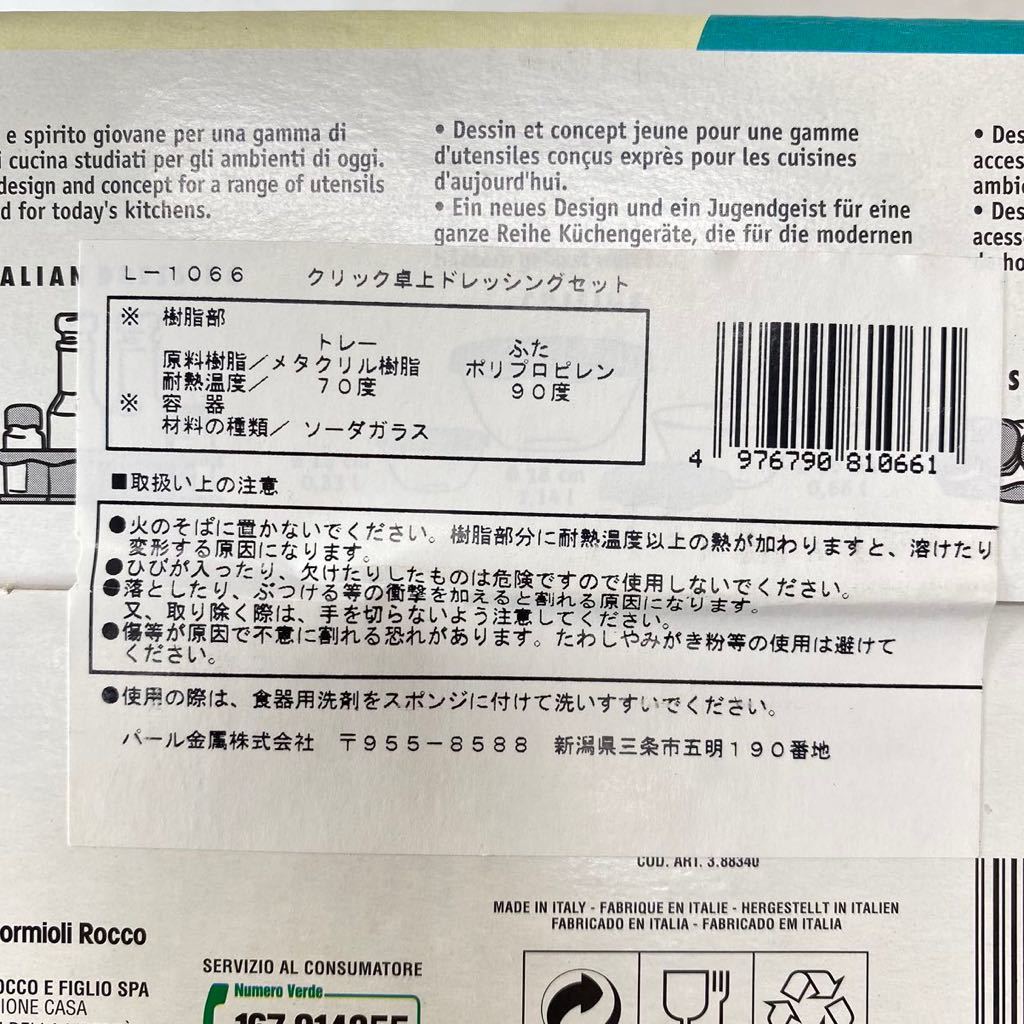 e spirito giovane per una gamma di
cucina studiati per gli ambienti di oggi.
design and concept for a range of utensils
d for today's kitchens.
• Dessin et concept jeune pour une gamme
d'utensiles conçus exprès pour les cuisines
d'aujourd'hui.
• Ein neues Design und ein Jugendgeist für eine
ganze Reihe Küchengeräte, die für die modernen
• Des
acces
ambi
• Des
acess
ho
ALIAN
S
L-1066 クリック卓上ドレッシングセット
※ 樹脂部
トレー ふた
原料樹脂/メタクリル樹脂 ポリプロピレン
耐熱温度/ 70度 90度
※ 容 器
材料の種類/ ソーダガラス
4 976790 810661
■取扱い上の注意
●火のそばに置かないでください。樹脂部分に耐熱温度以上の熱が加わりますと、溶けたり
変形する原因になります。
●ひびが入ったり、欠けたりしたものは危険ですので使用しないでください。
●落としたり、ぶつける等の衝撃を加えると割れる原因になります。
又、取り除く際は、手を切らないよう注意してください。
●傷等が原因で不意に割れる恐れがあります。たわしやみがき粉等の使用は避けて
ください。
●使用の際は、食器用洗剤をスポンジに付けて洗いすすいでください。
パール金属株式会社 〒955-8588 新潟県三条市五明190番地
COD. ART. 3.88340
MADE IN ITALY - FABRIQUE EN ITALIE - HERGESTELLT IN ITALIEN
FABRICADO EN ITALIA - FABRICADO EM ITALIA
ormioli Rocco
OCCO E FIGLIO SPA
IONE CASA
SERVIZIO AL CONSUMATORE
Numero Verde